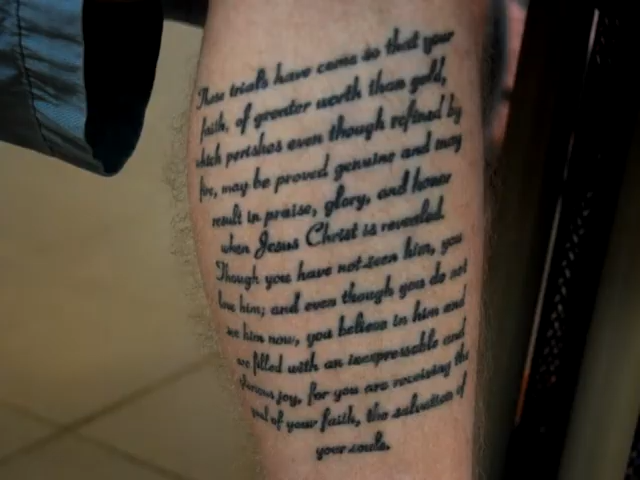 These trials have come so that your
faith, of greater worth than gold,
which perishes even though refined by
fire, may be proved genuine and may
result in praise, glory, and honor
when Jesus Christ is revealed.
Though you have not seen him, you
love him; and even though you do not
see him now, you believe in him and
are filled with an inexpressable and
glorious joy, for you are receiving the
goal of your faith, the salvation of
your souls.